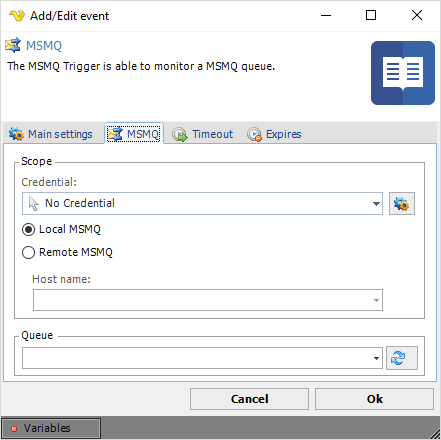 Add/Edit event
MSMQ
The MSMQ Trigger is able to monitor a MSMQ queue.
Main settings MSMQ Timeout Expires
Scope
Credential:
No Credential
Local MSMQ
Remote MSMQ
Host name:
Queue
Cancel Ok
Variables